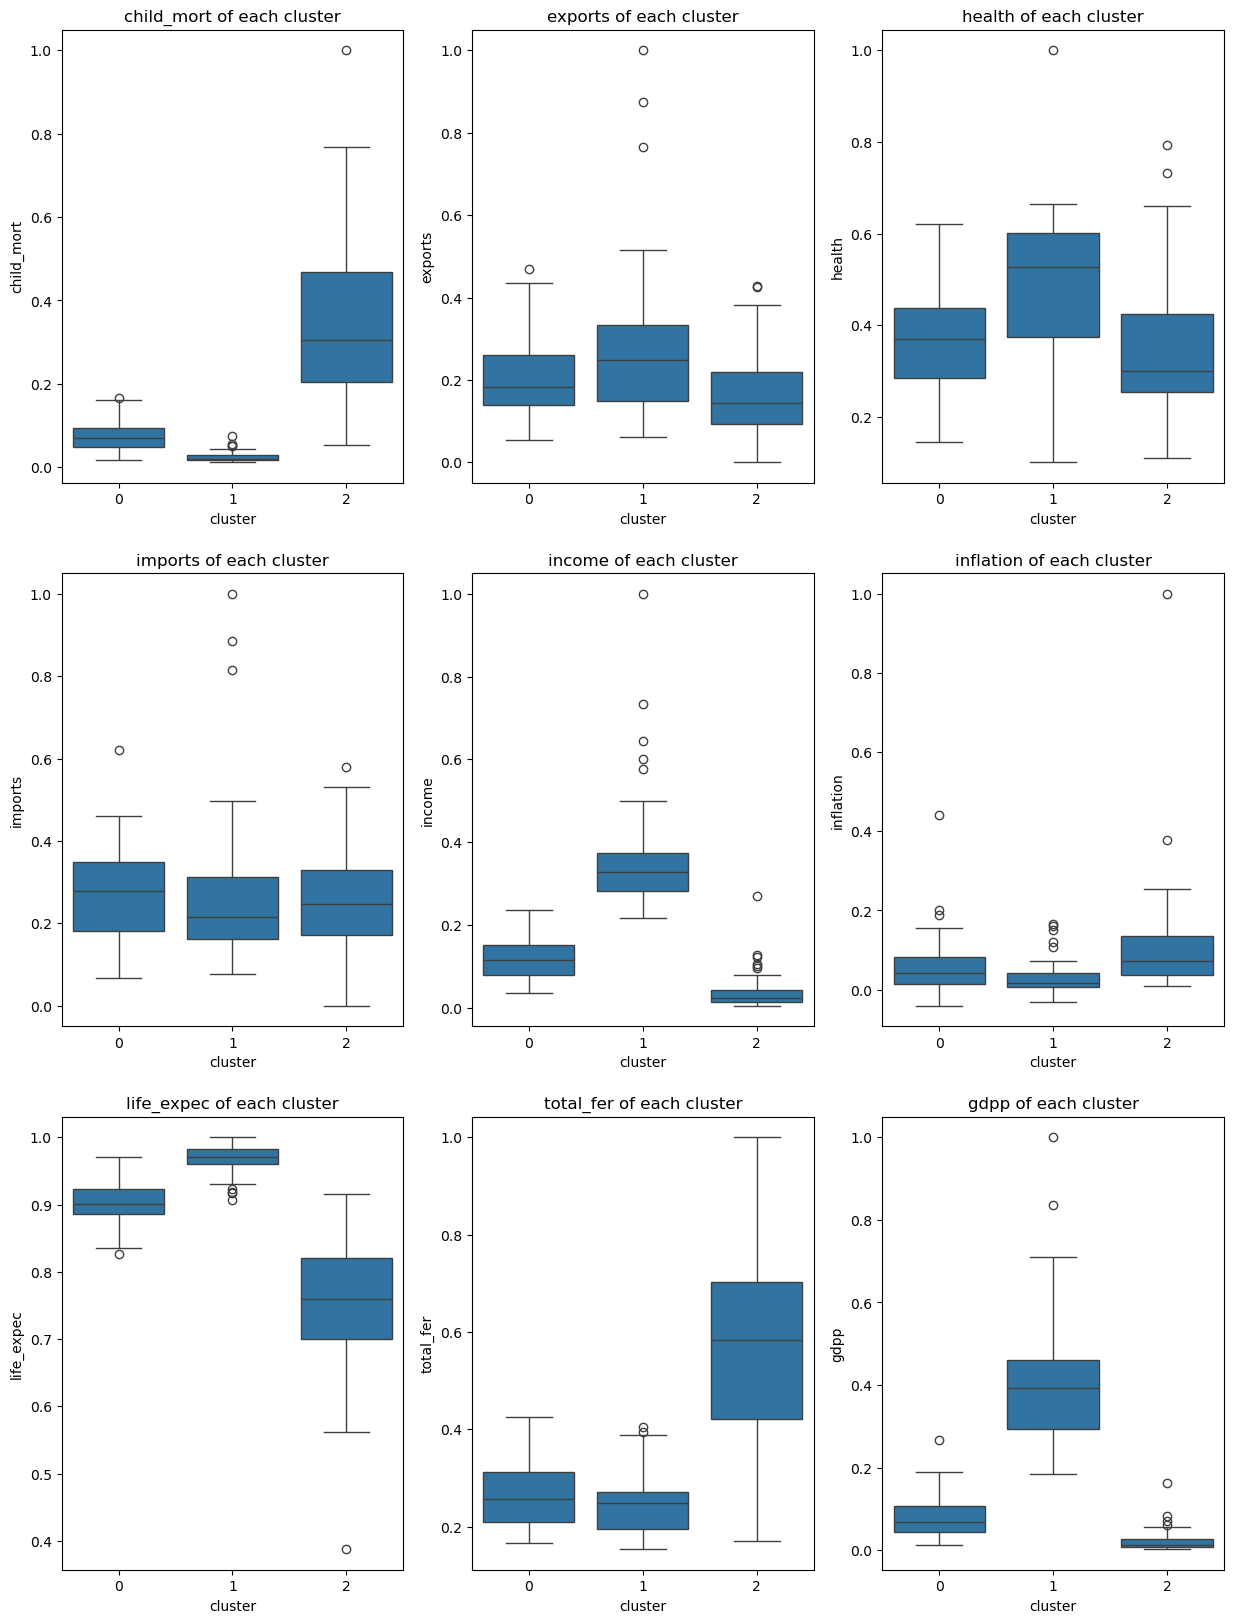 child_mort of each cluster
1.0
0.8
0.6
0.4
0.2
0.0
child_mort
0 1 2
cluster
exports of each cluster
1.0
0.8
0.6
0.4
0.2
0.0
exports
0 1 2
cluster
health of each cluster
1.0
0.8
0.6
0.4
0.2
health
0 1 2
cluster
imports of each cluster
1.0
0.8
0.6
0.4
0.2
0.0
imports
0 1 2
cluster
income of each cluster
1.0
0.8
0.6
0.4
0.2
0.0
income
0 1 2
cluster
inflation of each cluster
1.0
0.8
0.6
0.4
0.2
0.0
inflation
0 1 2
cluster
life_expec of each cluster
1.0
0.9
0.8
0.7
0.6
0.5
0.4
life_expec
0 1 2
cluster
total_fer of each cluster
1.0
0.8
0.6
0.4
0.2
total_fer
0 1 2
cluster
gdpp of each cluster
1.0
0.8
0.6
0.4
0.2
0.0
gdpp
0 1 2
cluster